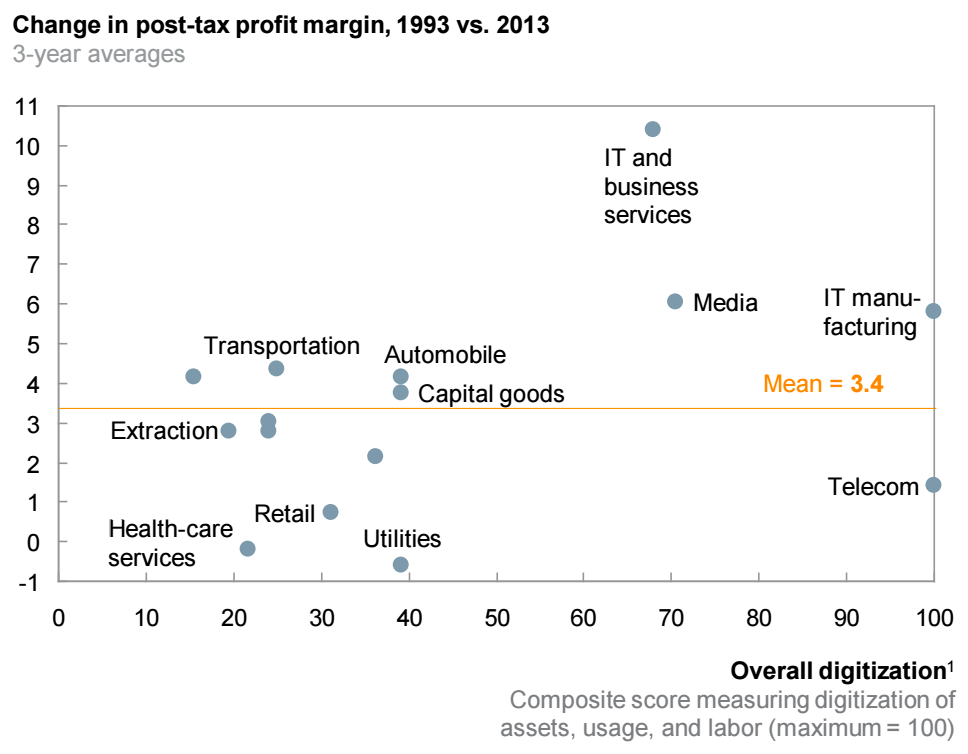 Change in post-tax profit margin, 1993 vs. 2013
3-year averages
11
10
9
8
7
6
5
4
3
2
1
0
-1
IT and
business
services
Media
IT manu-
facturing
Transportation
Automobile
Capital goods
Mean = 3.4
Extraction
Telecom
Retail
Health-care
services
Utilities
0
10
20
30
40
50
60
70
80
90
100
Overall digitization¹
Composite score measuring digitization of
assets, usage, and labor (maximum = 100)